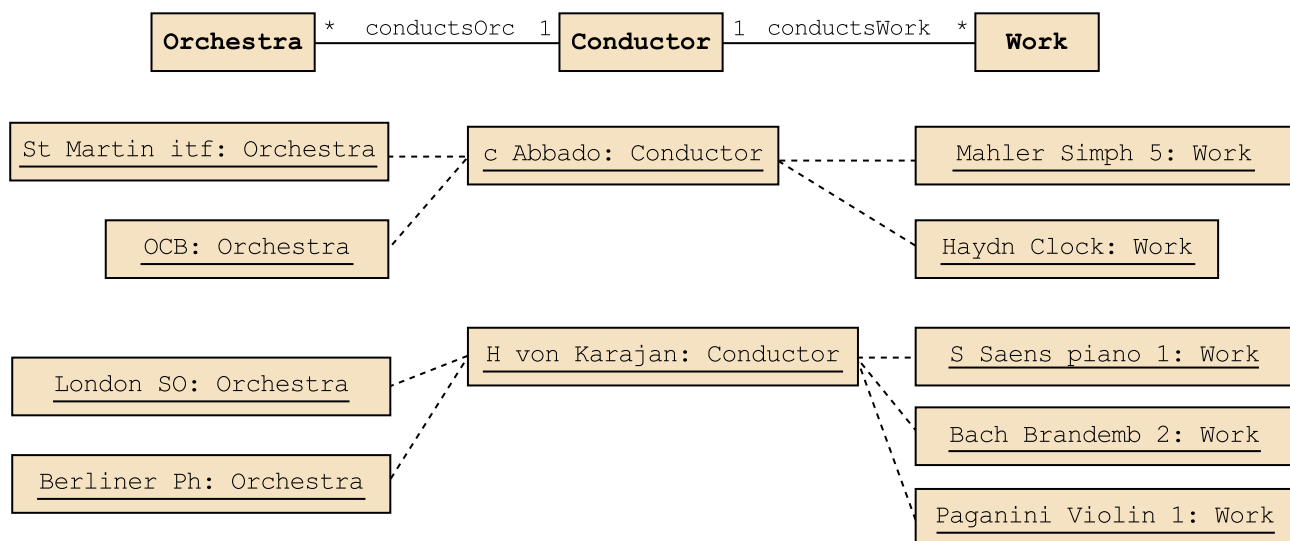 Orchestra * conductsOrc 1 Conductor 1 conductsWork * Work
St Martin itf: Orchestra c Abbado: Conductor Mahler Simph 5: Work
OCB: Orchestra Haydn Clock: Work
H von Karajan: Conductor S Saens piano 1: Work
London SO: Orchestra
Bach Brandemb 2: Work
Berliner Ph: Orchestra
Paganini Violin 1: Work